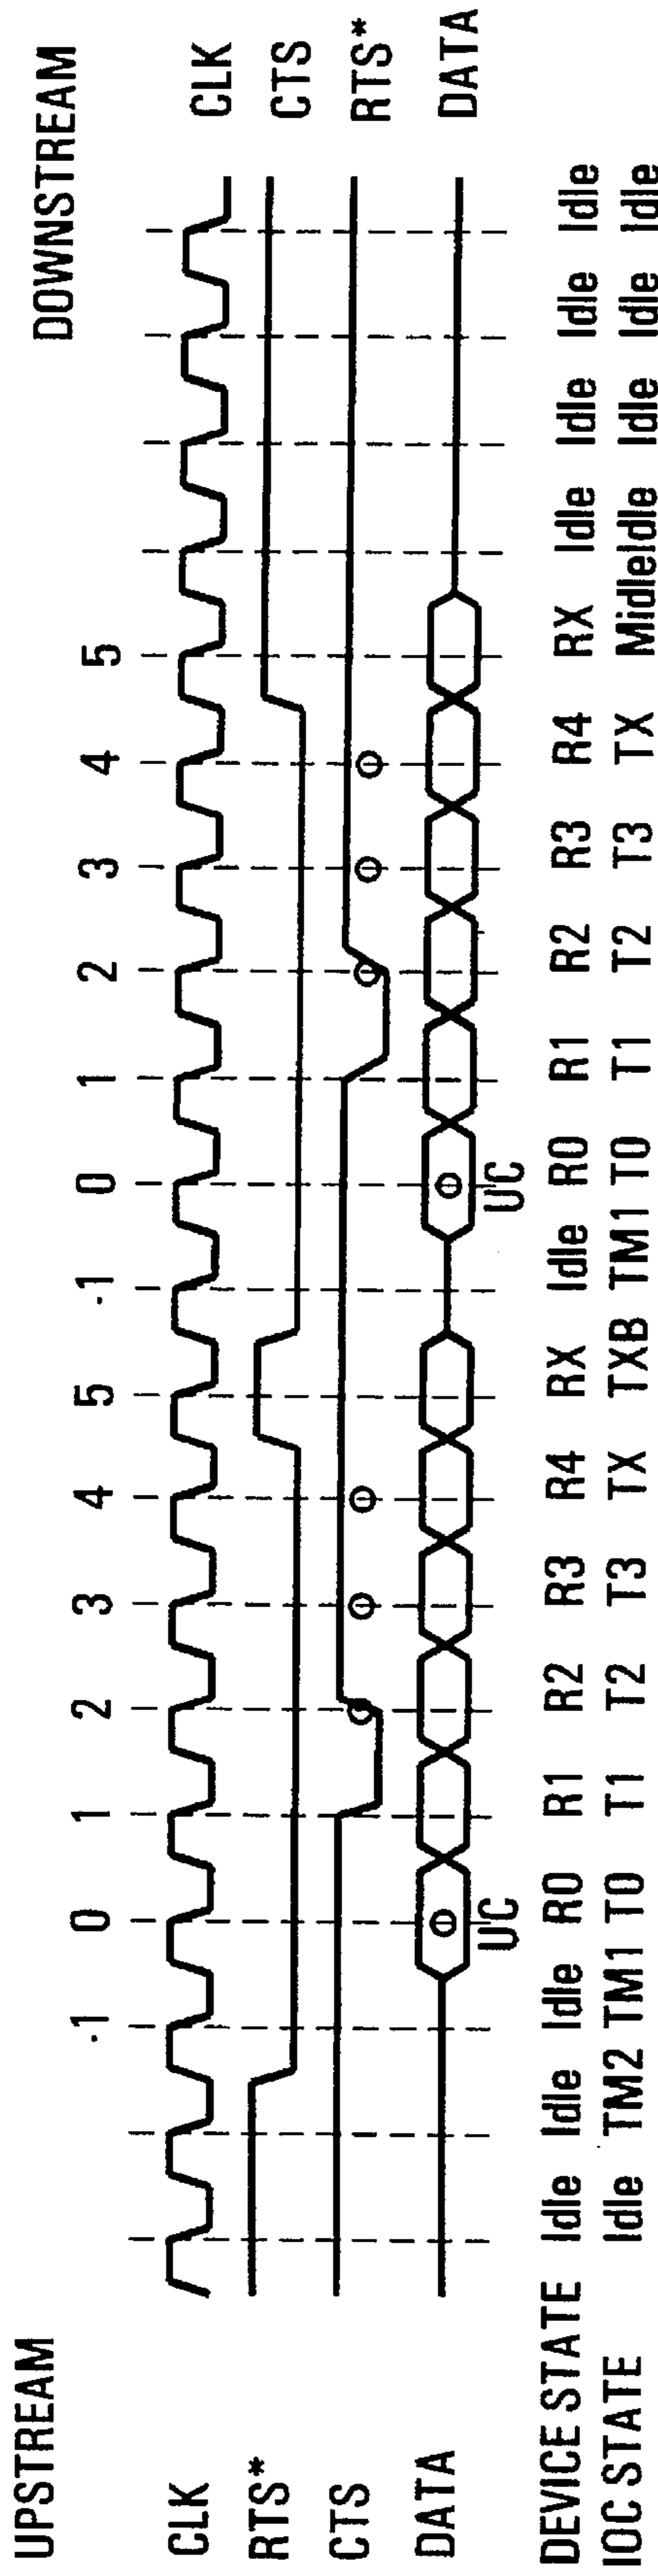 UPSTREAM DOWNSTREAM
-1 0 1 2 3 4 5 -1 0 1 2 3 4 5
CLK CLK
RTS* CTS
CTS RTS*
DATA DATA
UC UC
DEVICE STATE Idle Idle Idle R0 R1 R2 R3 R4 RX Idle R0 R1 R2 R3 R4 RX Idle Idle Idle Idle
IOC STATE Idle TM2 TM1 T0 T1 T2 T3 TX TXB TM1 T0 T1 T2 T3 TX MidleIdle Idle Idle Idle